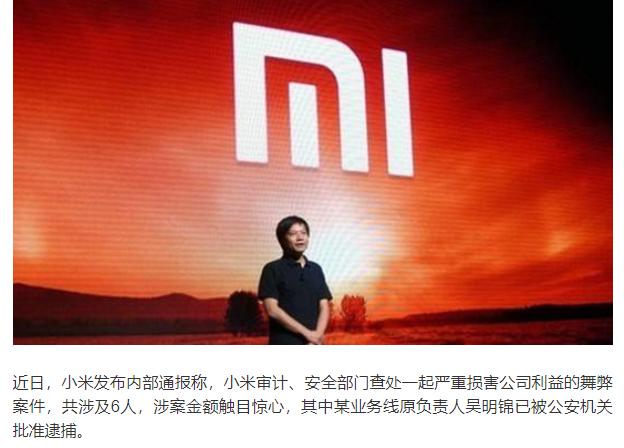 MI
近日，小米发布内部通报称，小米审计、安全部门查处一起严重损害公司利益的舞弊
案件，共涉及6人，涉案金额触目惊心，其中某业务线原负责人吴明锦已被公安机关
批准逮捕。